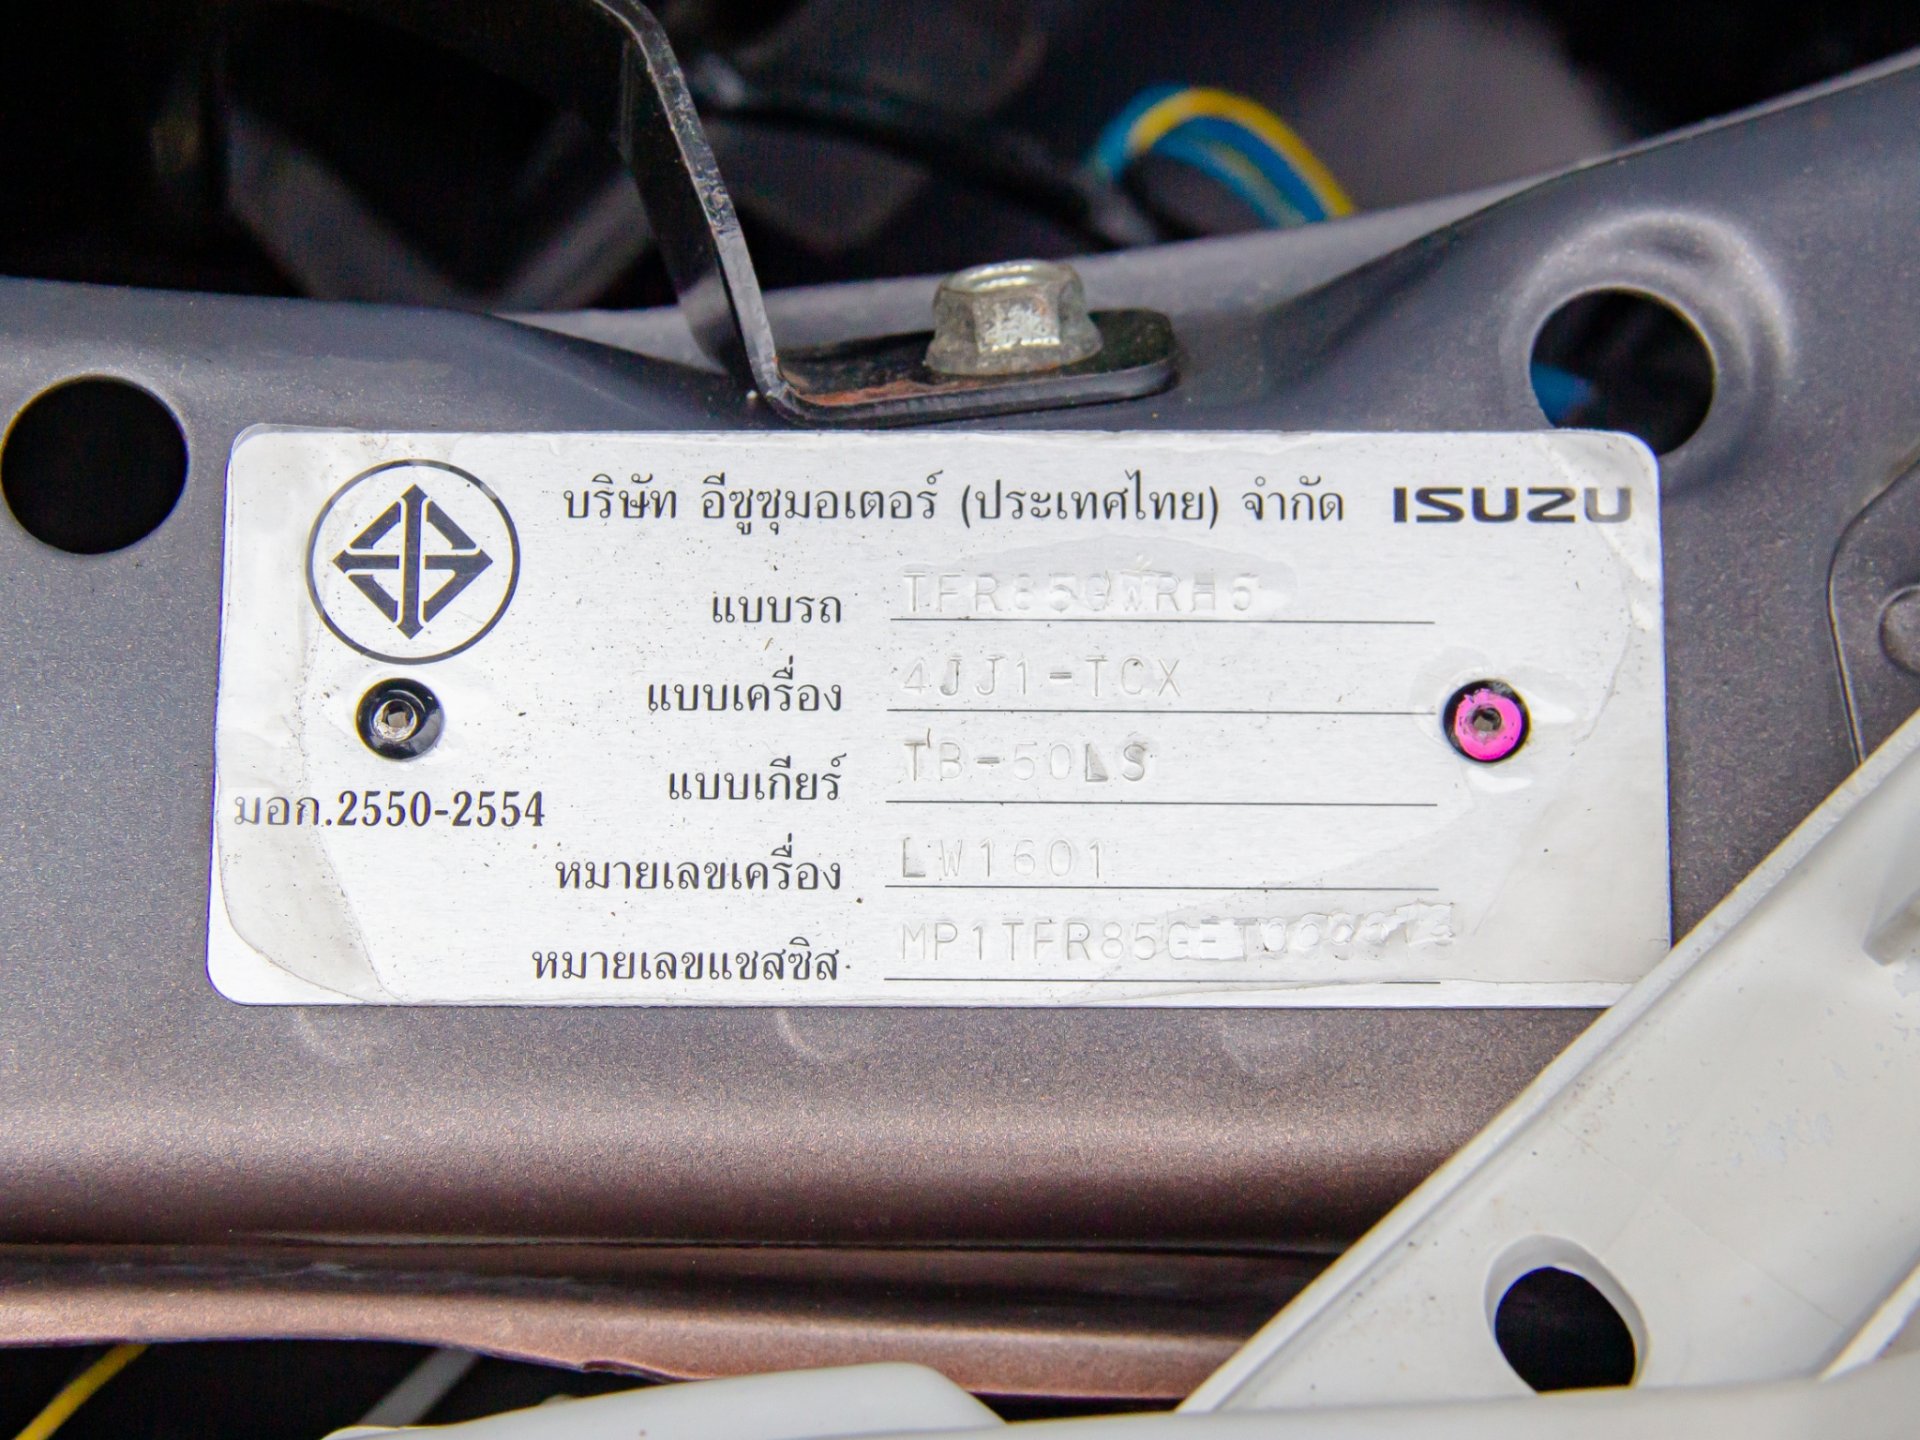 บริษัท อีซูซุมอเตอร์ (ประเทศไทย) จำกัด ISUZU
แบบรถ
แบบเครื่อง 4JJ1-TCX
แบบเกียร์ TB-50LS
มอก.2550-2554
หมายเลขเครื่อง LW1601
หมายเลขแชสซิส